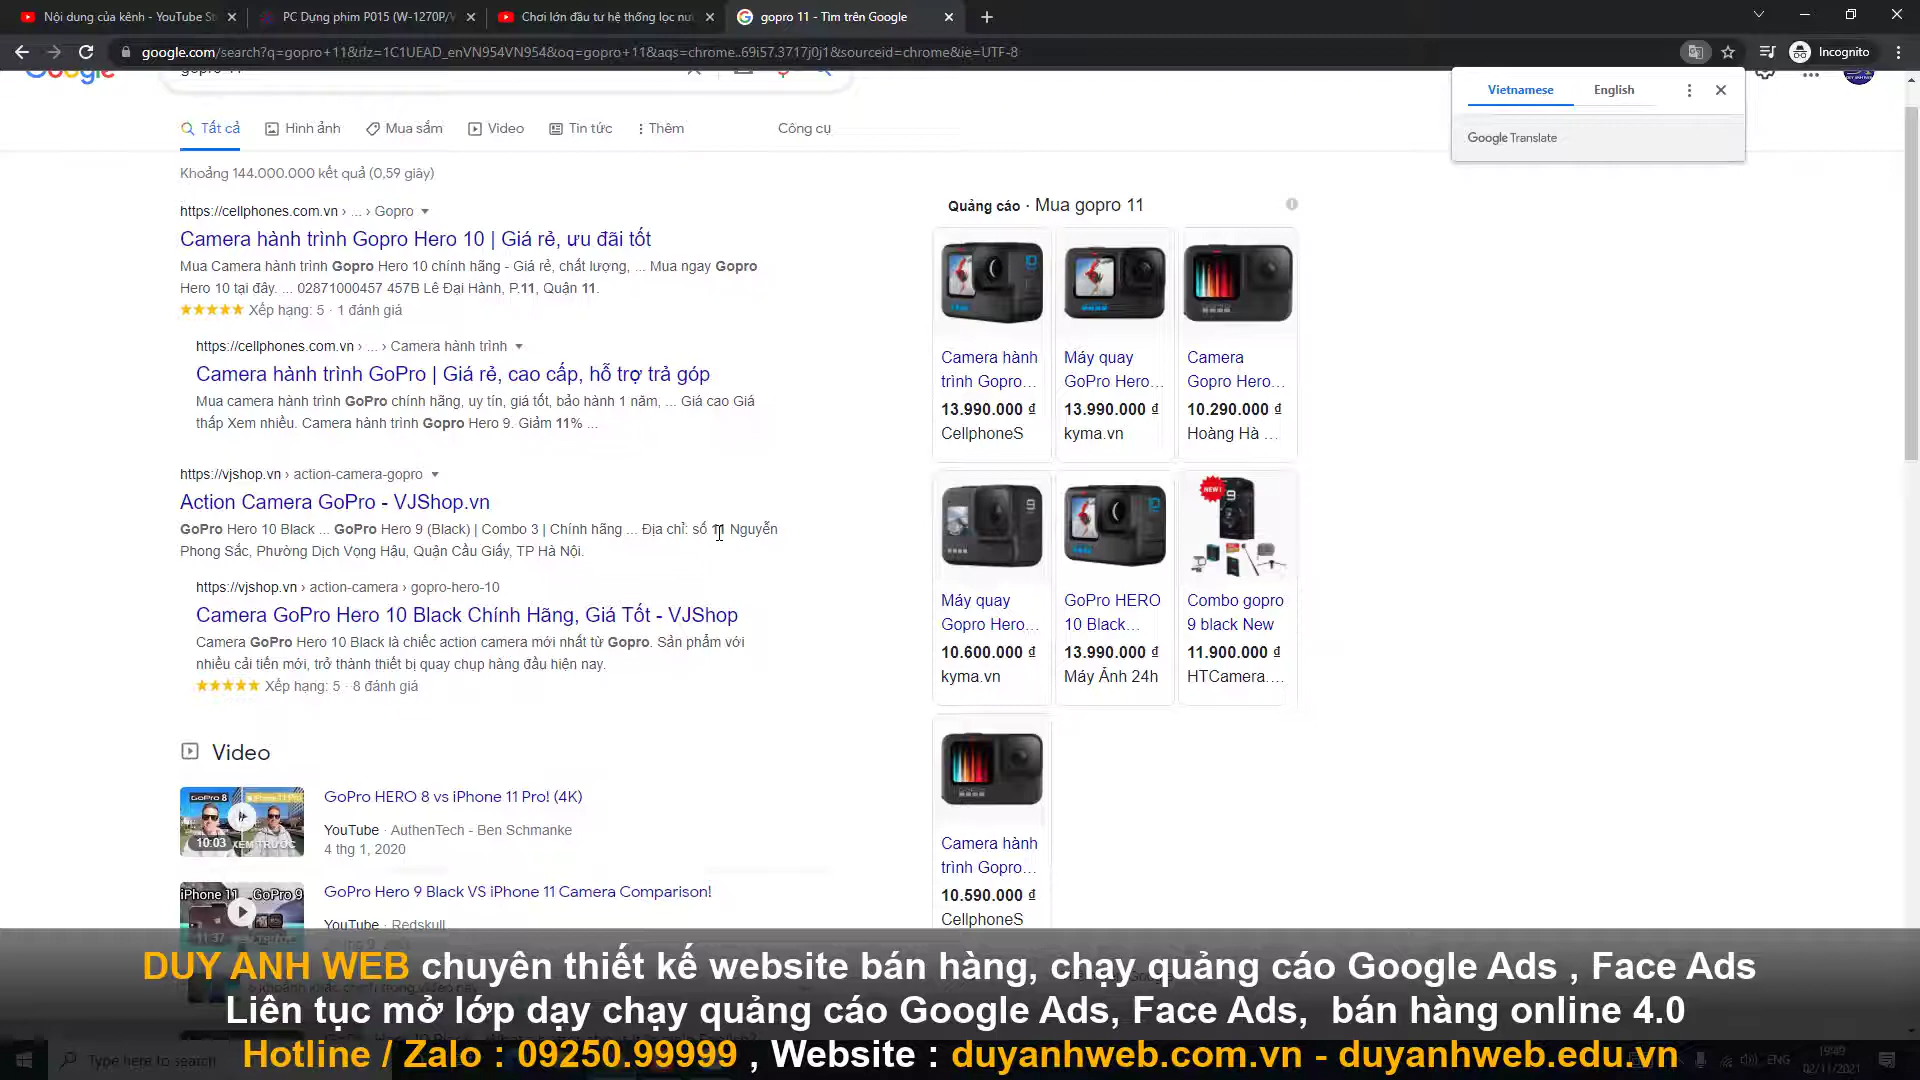 Nội dung của kênh - YouTube St
PC Dựng phim P015 (W-1270P/V
Chơi lớn đầu tư hệ thống lọc nư
gopro 11 - Tìm trên Google
google.com/search?q=gopro+11&rlz=1C1UEAD_enVN954VN954&oq=gopro+11&aqs=chrome..69i57.3717j0j1&sourceid=chrome&ie=UTF-8
Incognito
Vietnamese
English
Google Translate
Tất cả
Hình ảnh
Mua sắm
Video
Tin tức
Thêm
Công cụ
Khoảng 144.000.000 kết quả (0,59 giây)
https://cellphones.com.vn › ... › Gopro
Camera hành trình Gopro Hero 10 | Giá rẻ, ưu đãi tốt
Mua Camera hành trình Gopro Hero 10 chính hãng - Giá rẻ, chất lượng, ... Mua ngay Gopro
Hero 10 tại đây. ... 02871000457 457B Lê Đại Hành, P.11, Quận 11.
Xếp hạng: 5 · 1 đánh giá
https://cellphones.com.vn › ... › Camera hành trình
Camera hành trình GoPro | Giá rẻ, cao cấp, hỗ trợ trả góp
Mua camera hành trình GoPro chính hãng, uy tín, giá tốt, bảo hành 1 năm, ... Giá cao Giá
thấp Xem nhiều. Camera hành trình Gopro Hero 9. Giảm 11% ...
https://vjshop.vn › action-camera-gopro
Action Camera GoPro - VJShop.vn
GoPro Hero 10 Black ... GoPro Hero 9 (Black) | Combo 3 | Chính hãng ... Địa chỉ: số 11 Nguyễn
Phong Sắc, Phường Dịch Vọng Hậu, Quận Cầu Giấy, TP Hà Nội.
https://vjshop.vn › action-camera › gopro-hero-10
Camera GoPro Hero 10 Black Chính Hãng, Giá Tốt - VJShop
Camera GoPro Hero 10 Black là chiếc action camera mới nhất từ Gopro. Sản phẩm với
nhiều cải tiến mới, trở thành thiết bị quay chụp hàng đầu hiện nay.
Xếp hạng: 5 · 8 đánh giá
Video
GoPro 8
10:03
XEM TRƯỚC
GoPro HERO 8 vs iPhone 11 Pro! (4K)
YouTube · AuthenTech - Ben Schmanke
4 thg 1, 2020
iPhone 11
GoPro 9
11:37
GoPro Hero 9 Black VS iPhone 11 Camera Comparison!
YouTube · Redskull
Quảng cáo · Mua gopro 11
Camera hành
trình Gopro...
13.990.000 ₫
CellphoneS
Máy quay
GoPro Hero...
13.990.000 ₫
kyma.vn
Camera
Gopro Hero...
10.290.000 ₫
Hoàng Hà ...
Máy quay
Gopro Hero...
10.600.000 ₫
kyma.vn
GoPro HERO
10 Black...
13.990.000 ₫
Máy Ảnh 24h
NEW!
Combo gopro
9 black New
11.900.000 ₫
HTCamera....
Camera hành
trình Gopro...
10.590.000 ₫
CellphoneS
DUY ANH WEB chuyên thiết kế website bán hàng, chạy quảng cáo Google Ads , Face Ads
Liên tục mở lớp dạy chạy quảng cáo Google Ads, Face Ads, bán hàng online 4.0
Hotline / Zalo : 09250.99999 , Website : duyanhweb.com.vn - duyanhweb.edu.vn
Type here to search
ENG
19:49
02/11/2021